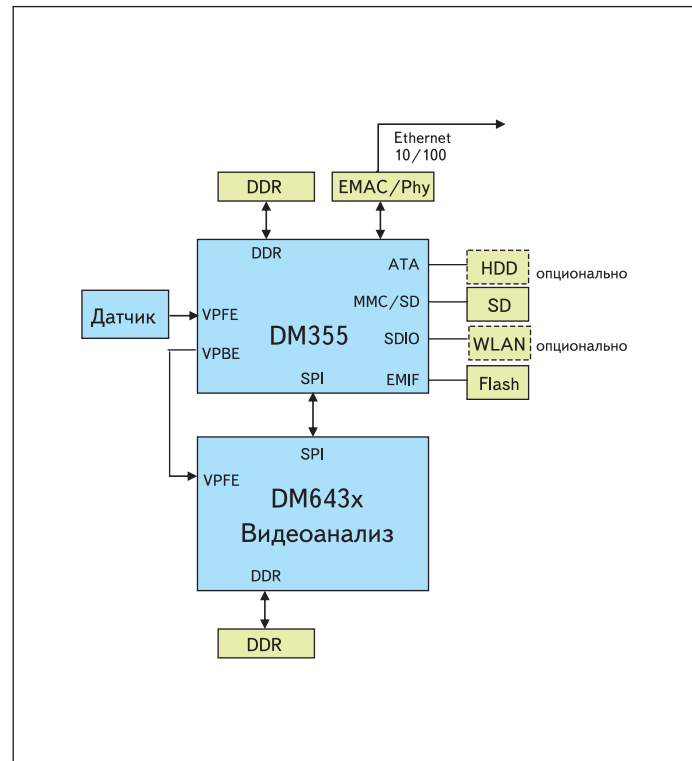 Ethernet
10/100
DDR
EMAC/Phy
DDR
ATA
HDD
опционально
MMC/SD
SD
Датчик
VPFE
DM355
SDIO
WLAN
опционально
VPBE
SPI
EMIF
Flash
SPI
VPFE
DM643x
Видеоанализ
DDR
DDR